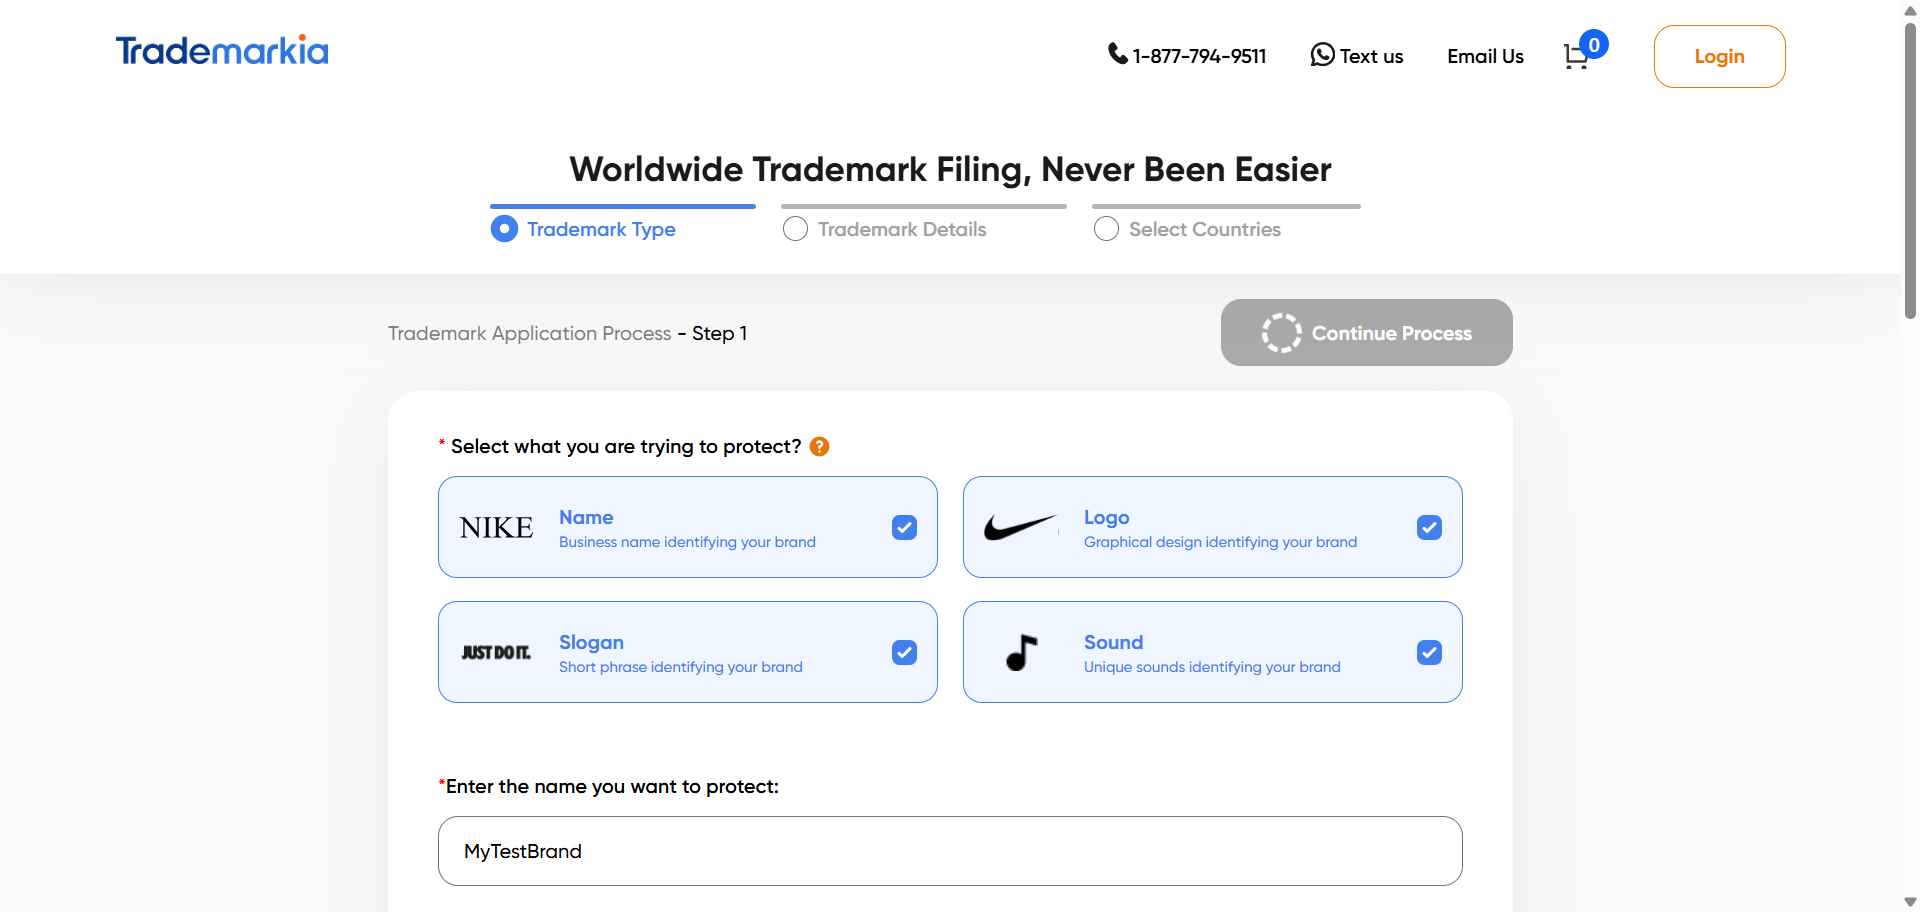 Trademarkia
1-877-794-9511
Text us
Email Us
0
Login
Worldwide Trademark Filing, Never Been Easier
Trademark Type
Trademark Details
Select Countries
Trademark Application Process - Step 1
Continue Process
* Select what you are trying to protect? ?
NIKE
Name
Business name identifying your brand
Logo
Graphical design identifying your brand
JUST DO IT.
Slogan
Short phrase identifying your brand
Sound
Unique sounds identifying your brand
*Enter the name you want to protect:
MyTestBrand